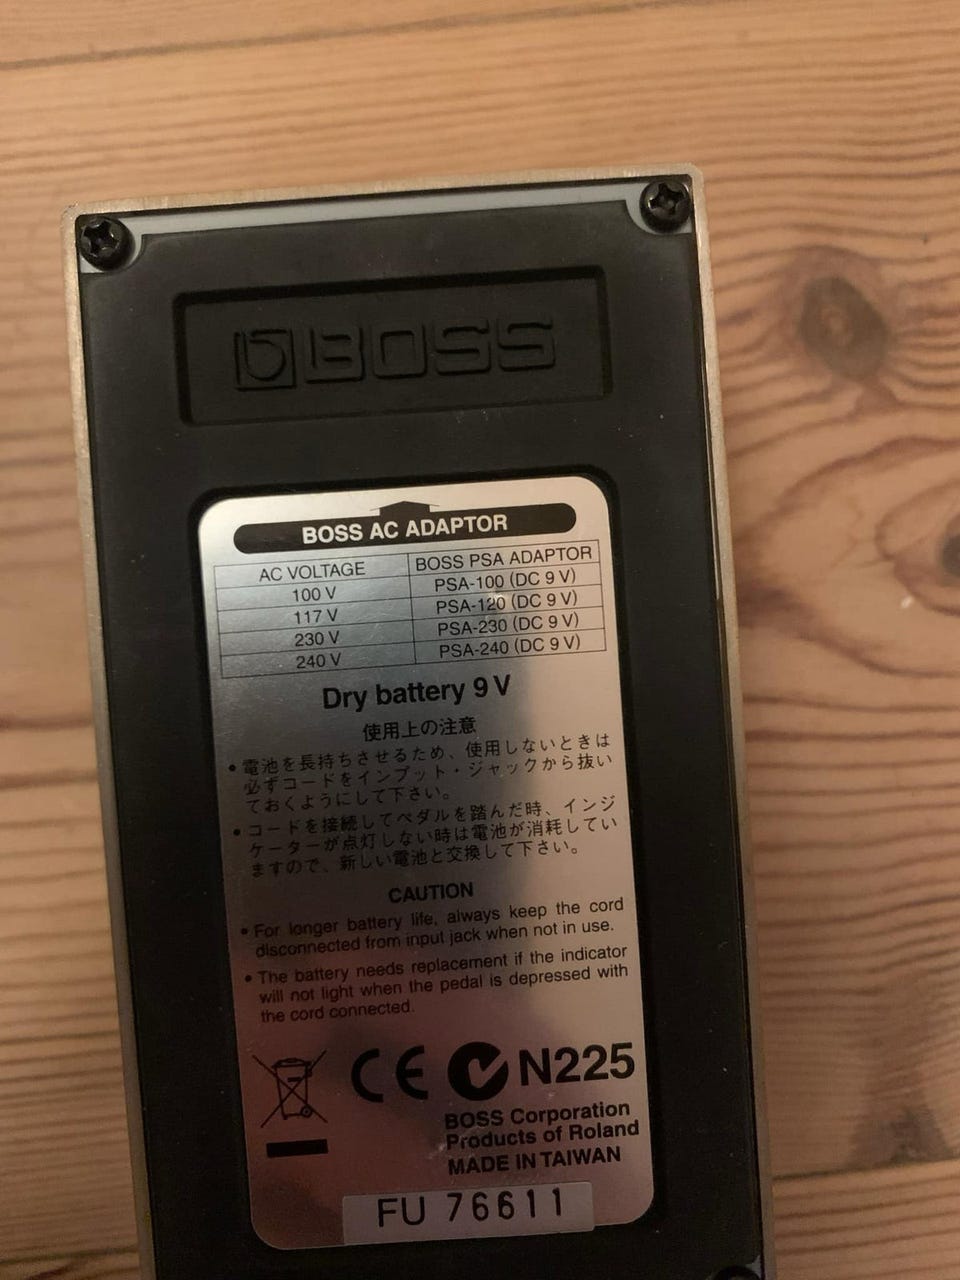 BOSS
BOSS AC ADAPTOR
AC VOLTAGE BOSS PSA ADAPTOR
100 V PSA-100 (DC 9 V)
117 V PSA-120 (DC 9 V)
230 V PSA-230 (DC 9 V)
240 V PSA-240 (DC 9 V)
Dry battery 9 V
使用上の注意
• 電池を長持ちさせるため、使用しないときは
必ずコードをインプット・ジャックから抜い
ておくようにして下さい。
• コードを接続してペダルを踏んだ時、インジ
ケーターが点灯しない時は電池が消耗してい
ますので、新しい電池と交換して下さい。
CAUTION
• For longer battery life, always keep the cord
disconnected from input jack when not in use.
• The battery needs replacement if the indicator
will not light when the pedal is depressed with
the cord connected.
CE N225
BOSS Corporation
Products of Roland
MADE IN TAIWAN
FU 76611